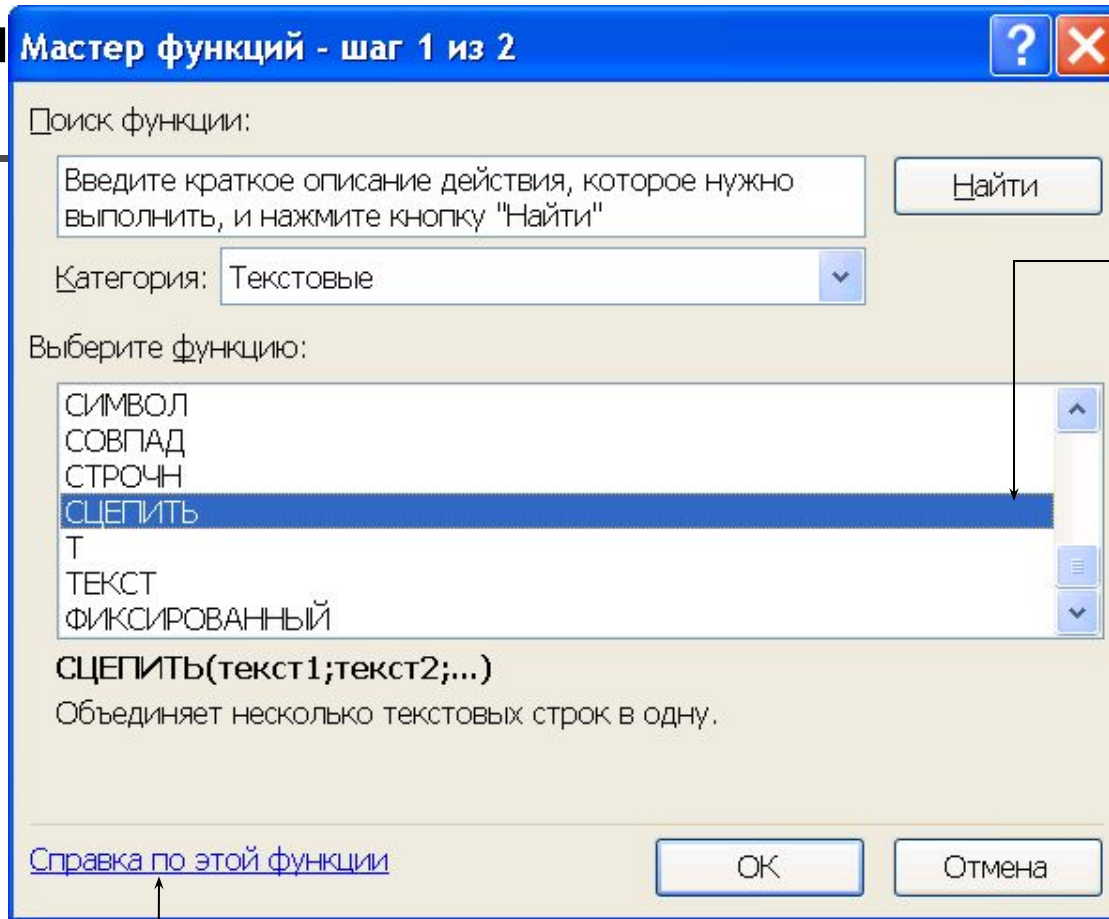 Мастер функций - шаг 1 из 2
Поиск функции:
Введите краткое описание действия, которое нужно
выполнить, и нажмите кнопку "Найти"
Найти
Категория: Текстовые
Выберите функцию:
СИМВОЛ
СОВПАД
СТРОЧН
СЦЕПИТЬ
Т
ТЕКСТ
ФИКСИРОВАННЫЙ
СЦЕПИТЬ(текст1;текст2;...)
Объединяет несколько текстовых строк в одну.
Справка по этой функции
ОК
Отмена